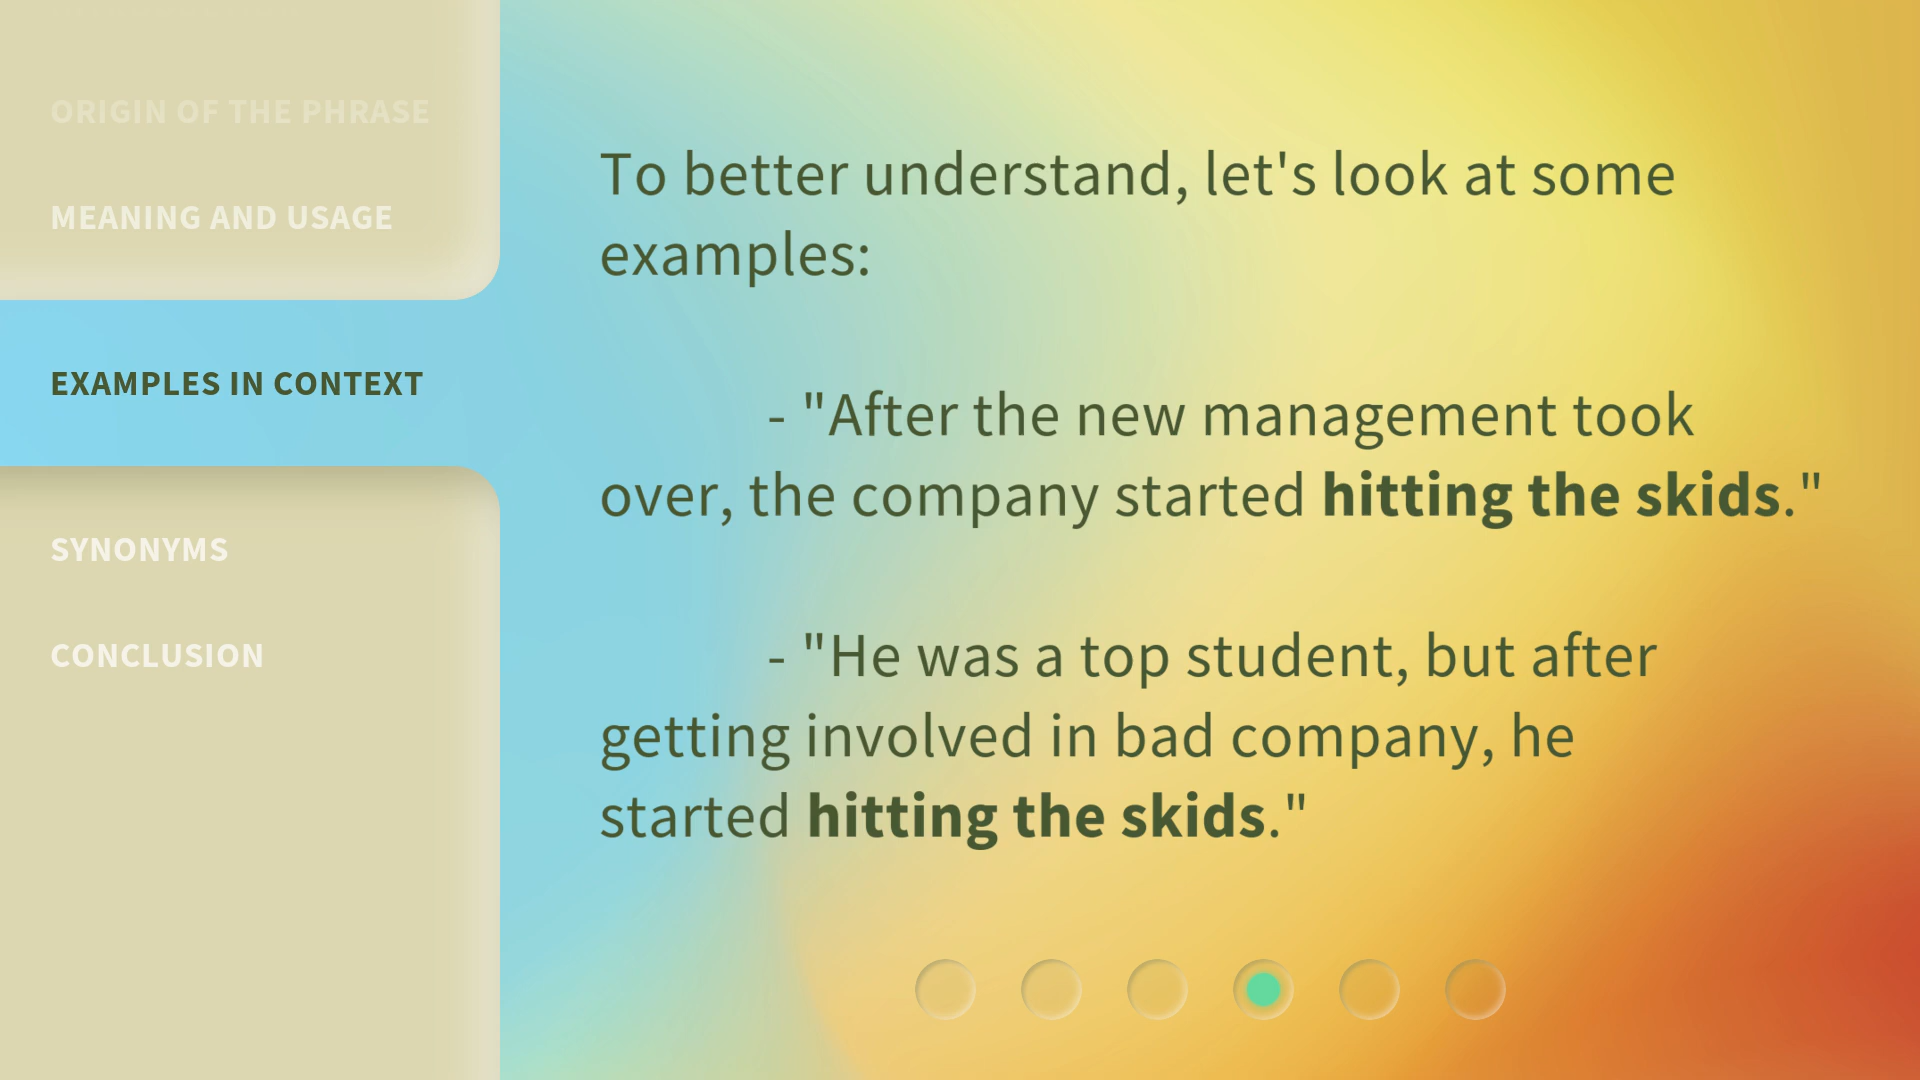 ORIGIN OF THE PHRASE
MEANING AND USAGE
EXAMPLES IN CONTEXT
SYNONYMS
CONCLUSION
To better understand, let's look at some
examples:
- "After the new management took
over, the company started hitting the skids."
- "He was a top student, but after
getting involved in bad company, he
started hitting the skids."